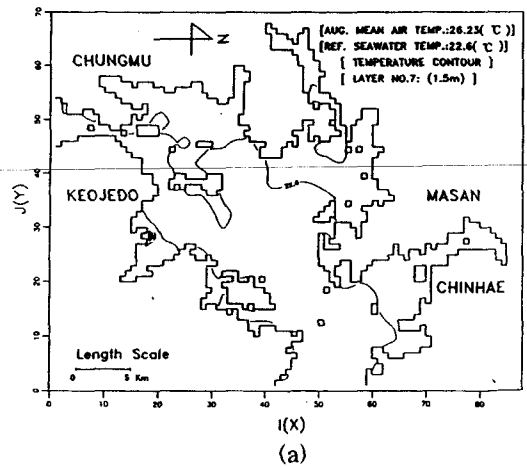 [AUG. MEAN AIR TEMP.:26.23( ℃ )]
[REF. SEAWATER TEMP.:22.6( ℃ )]
[ TEMPERATURE CONTOUR ]
[ LAYER NO.7: (1.5m) ]
N
CHUNGMU
KEOJEDO
MASAN
CHINHAE
Length Scale
0 5 Km
J(Y)
70
60
50
40
30
20
10
0
0 10 20 30 40 50 60 70 80
I(X)
(a)